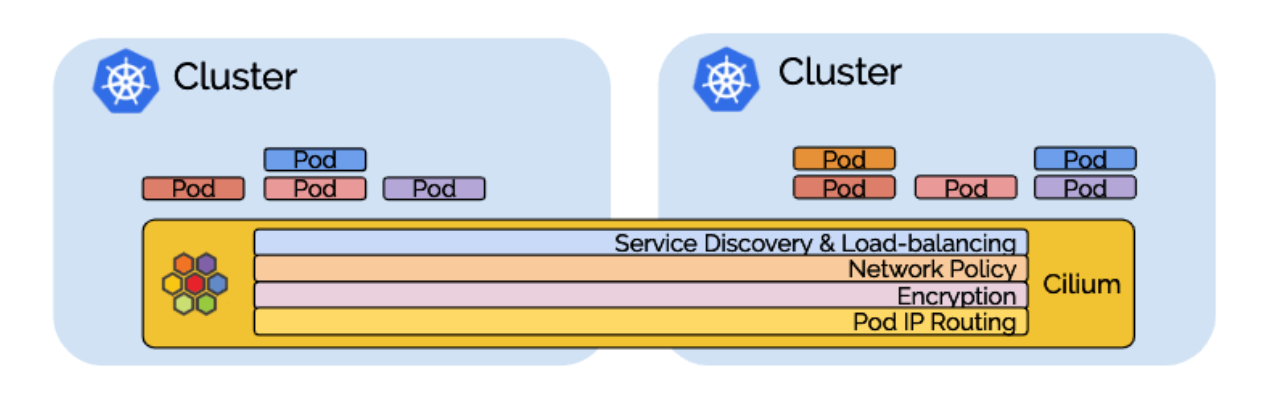 Cluster
Cluster
Pod
Pod
Pod
Pod
Pod
Pod
Pod
Pod
Pod
Service Discovery & Load-balancing
Network Policy
Encryption
Pod IP Routing
Cilium